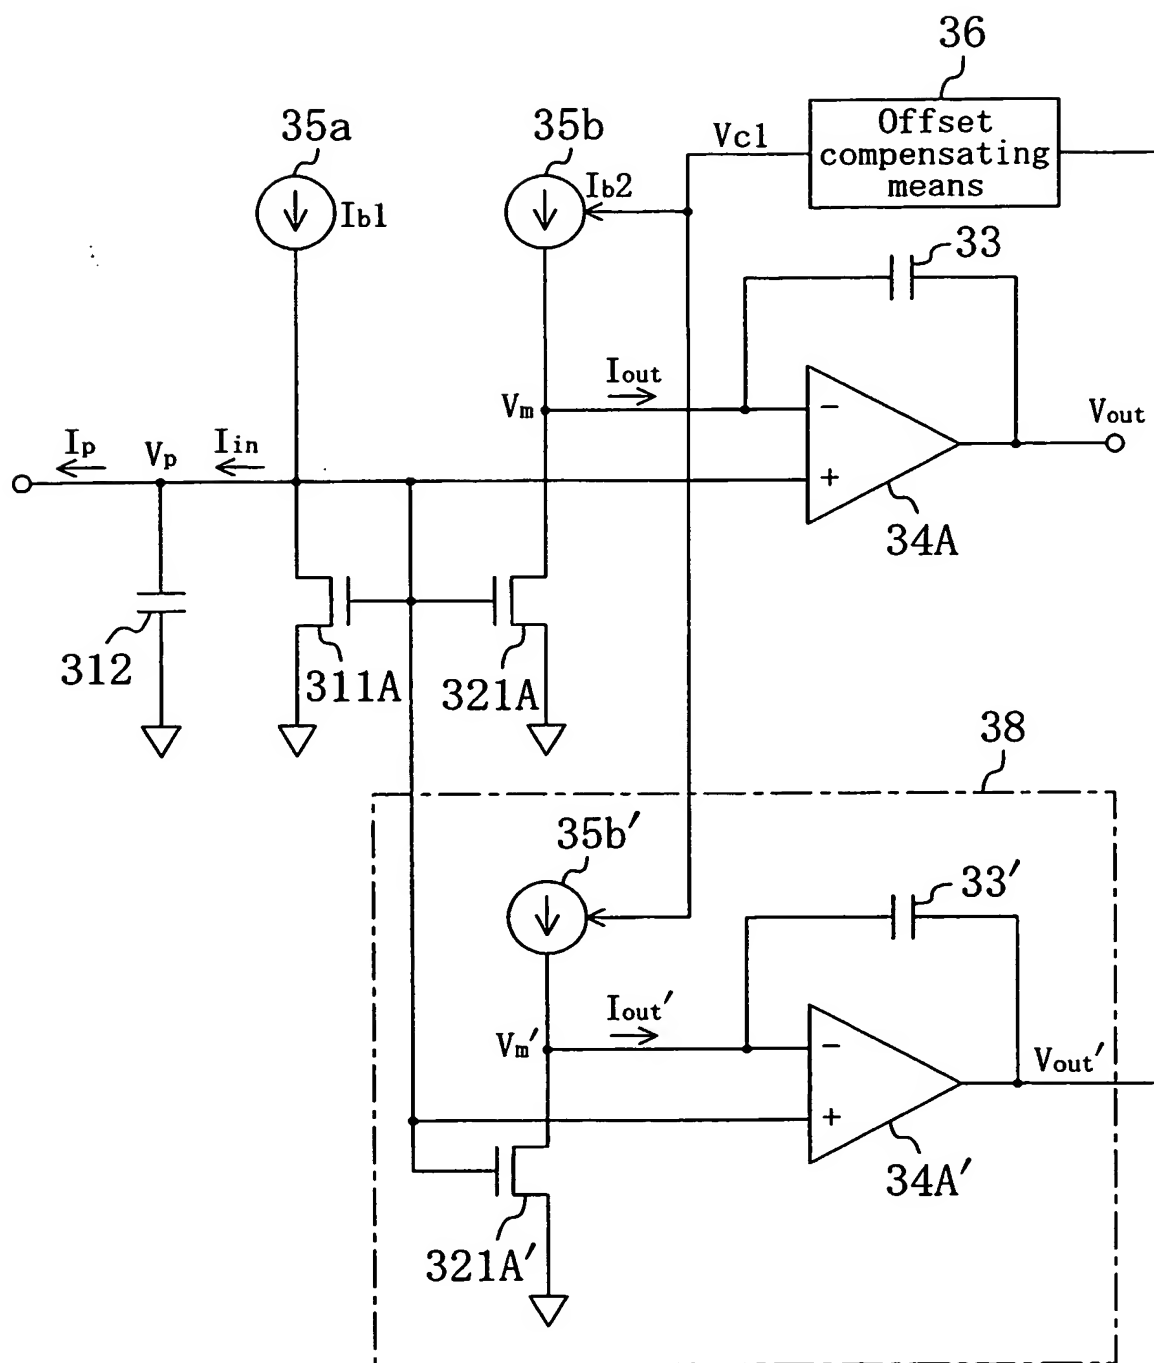 36
35a
35b
Vc1
Offset
compensating
means
Ib1
Ib2
33
Iout
Vm
−
Vout
Ip
Vp
Iin
+
34A
312
311A
321A
38
35b′
33′
Iout′
Vm′
−
Vout′
+
34A′
321A′